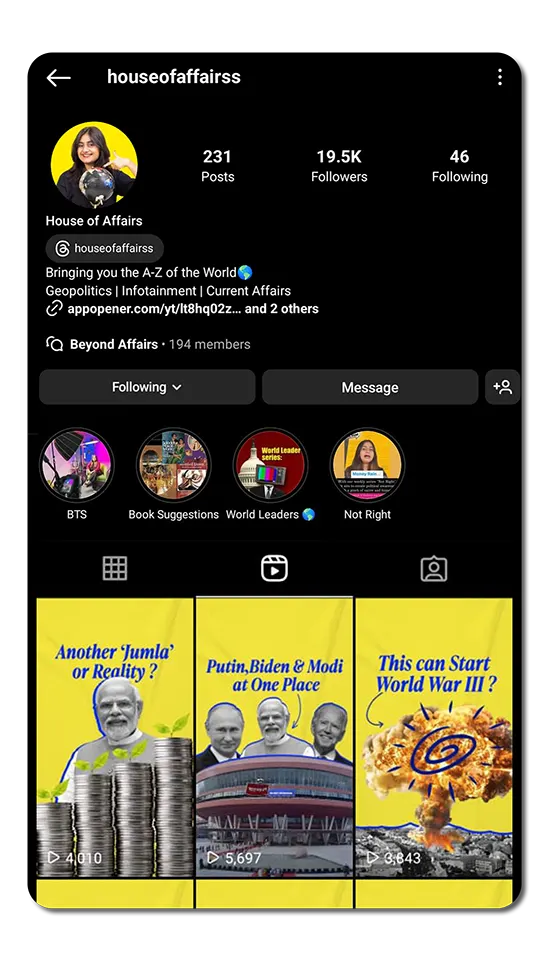 houseofaffairss
231
Posts
19.5K
Followers
46
Following
House of Affairs
houseofaffairss
Bringing you the A-Z of the World🌎
Geopolitics | Infotainment | Current Affairs
appopener.com/yt/lt8hq02z… and 2 others
Beyond Affairs • 194 members
Following
Message
World Leader
series:
Money Rain...
BTS
Book Suggestions
World Leaders 🌎
Not Right
Another 'Jumla'
or Reality ?
4,010
Putin,Biden & Modi
at One Place
5,697
This can Start
World War III ?
3,843